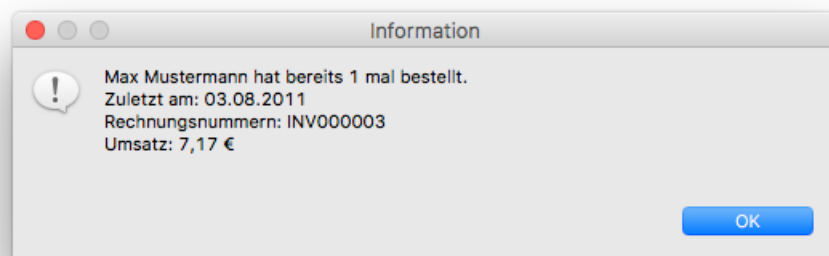 Information
Max Mustermann hat bereits 1 mal bestellt.
Zuletzt am: 03.08.2011
Rechnungsnummern: INV000003
Umsatz: 7,17 €
OK